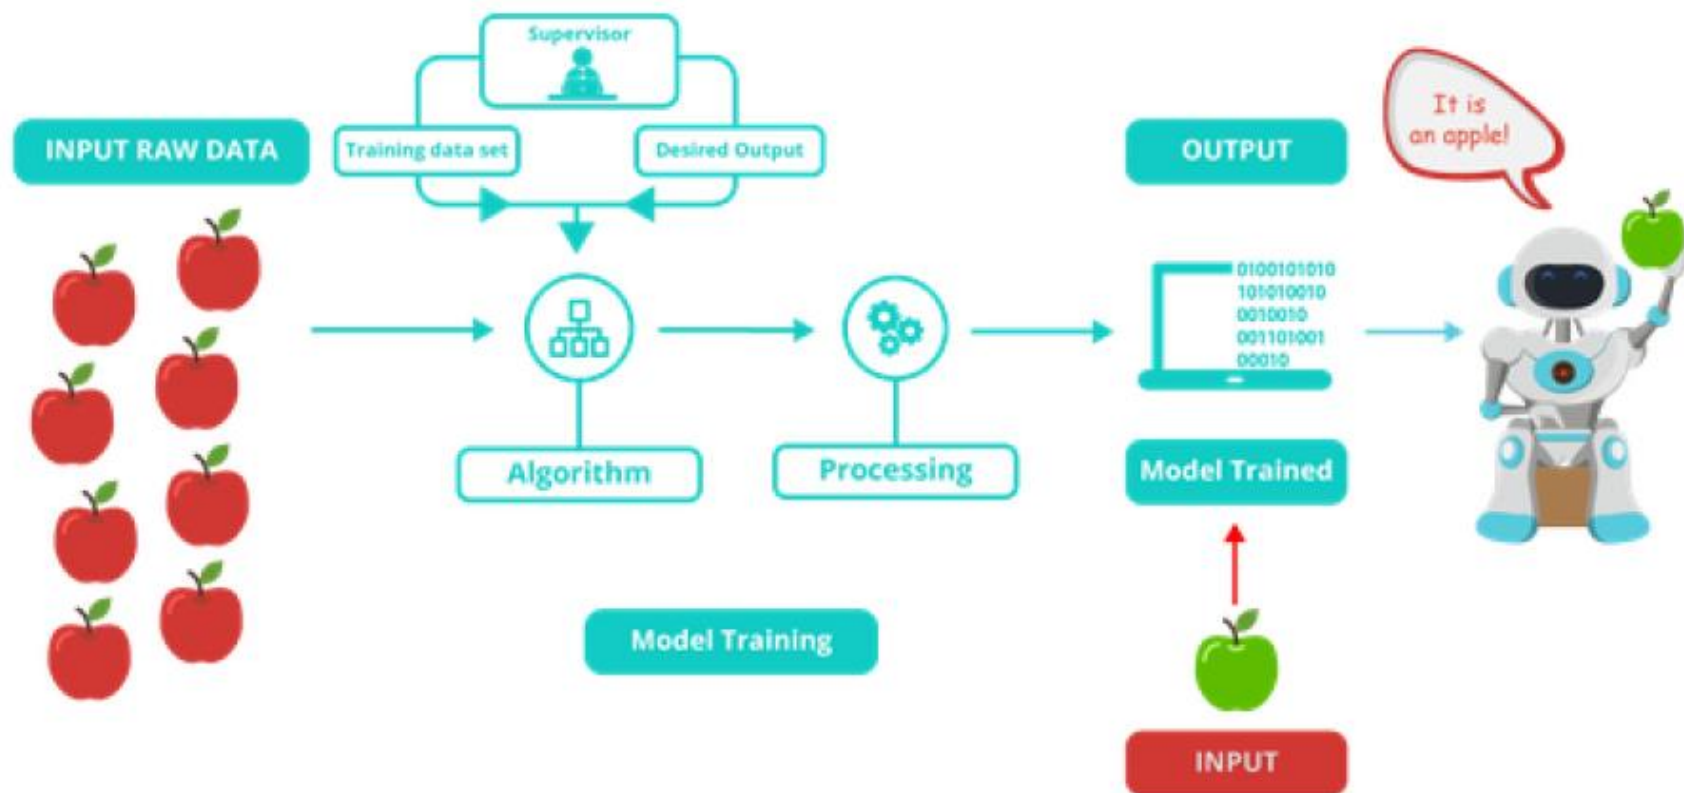 Supervisor
INPUT RAW DATA
Training data set
Desired Output
OUTPUT
It is
an apple!
0100101010
101010010
0010010
001101001
00010
Algorithm
Processing
Model Trained
Model Training
INPUT